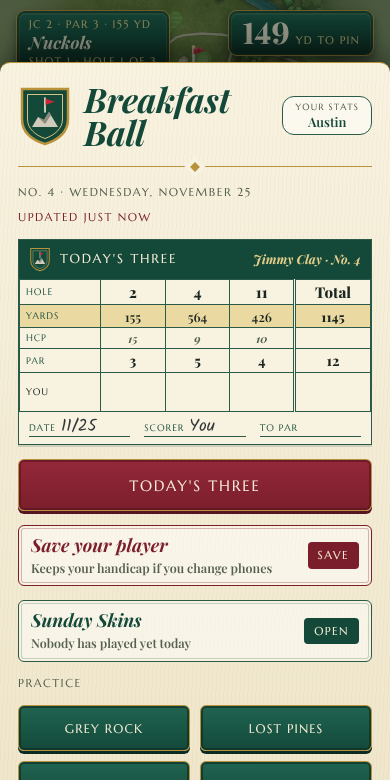 JC 2 · PAR 3 · 155 YD
Nuckols
SHOT 1 · HOLE 1 OF 3
149 YD TO PIN
Breakfast
Ball
YOUR STATS
Austin
NO. 4 · WEDNESDAY, NOVEMBER 25
UPDATED JUST NOW
TODAY'S THREE
Jimmy Clay · No. 4
HOLE 2 4 11 Total
YARDS 155 564 426 1145
HCP 15 9 10
PAR 3 5 4 12
YOU
DATE 11/25 SCORER You TO PAR
TODAY'S THREE
Save your player
Keeps your handicap if you change phones
SAVE
Sunday Skins
Nobody has played yet today
OPEN
PRACTICE
GREY ROCK
LOST PINES